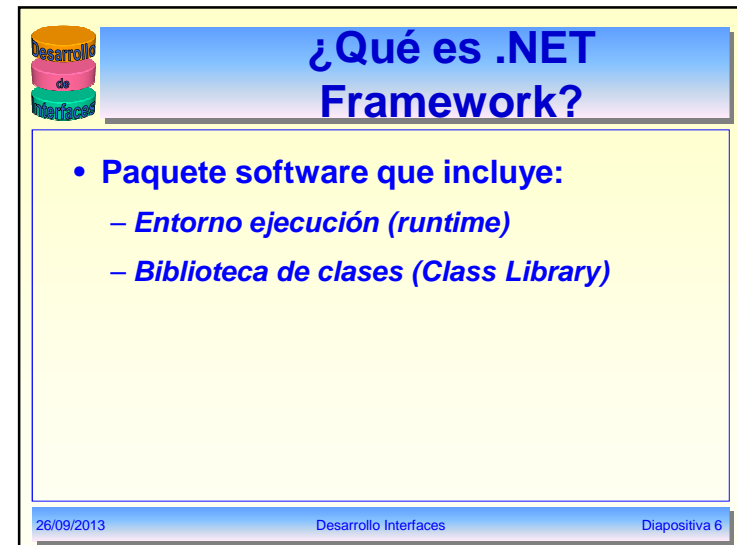 Desarrollo
de
Interfaces
¿Qué es .NET
Framework?
• Paquete software que incluye:
– Entorno ejecución (runtime)
– Biblioteca de clases (Class Library)
26/09/2013 Desarrollo Interfaces Diapositiva 6